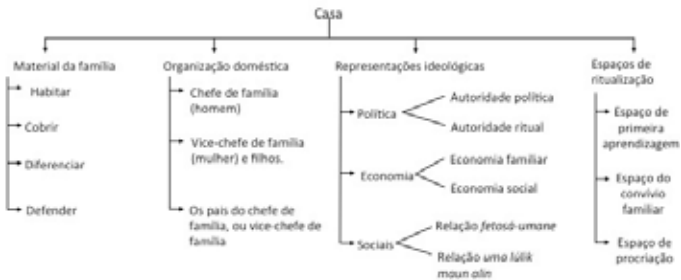 Casa
Material da família
Habitar
Cobrir
Diferenciar
Defender
Organização doméstica
Chefe de família
(homem)
Vice-chefe de família
(mulher) e filhos.
Os pais do chefe de
família, ou vice-chefe de
família
Representações ideológicas
Política
Autoridade política
Autoridade ritual
Economia
Economia familiar
Economia social
Sociais
Relação fetosá-umane
Relação uma lúlik
maun alin
Espaços de
ritualização
Espaço de
primeira
aprendizagem
Espaço do
convívio
familiar
Espaço de
procriação